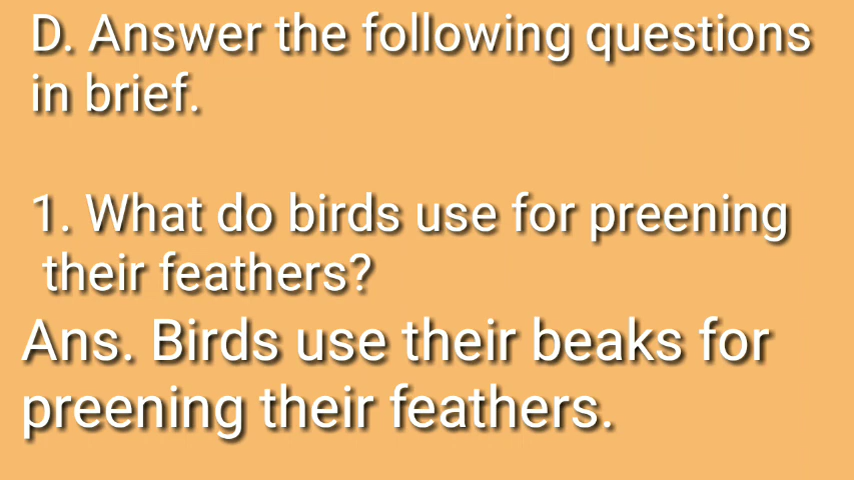 D. Answer the following questions
in brief.
1. What do birds use for preening
their feathers?
Ans. Birds use their beaks for
preening their feathers.